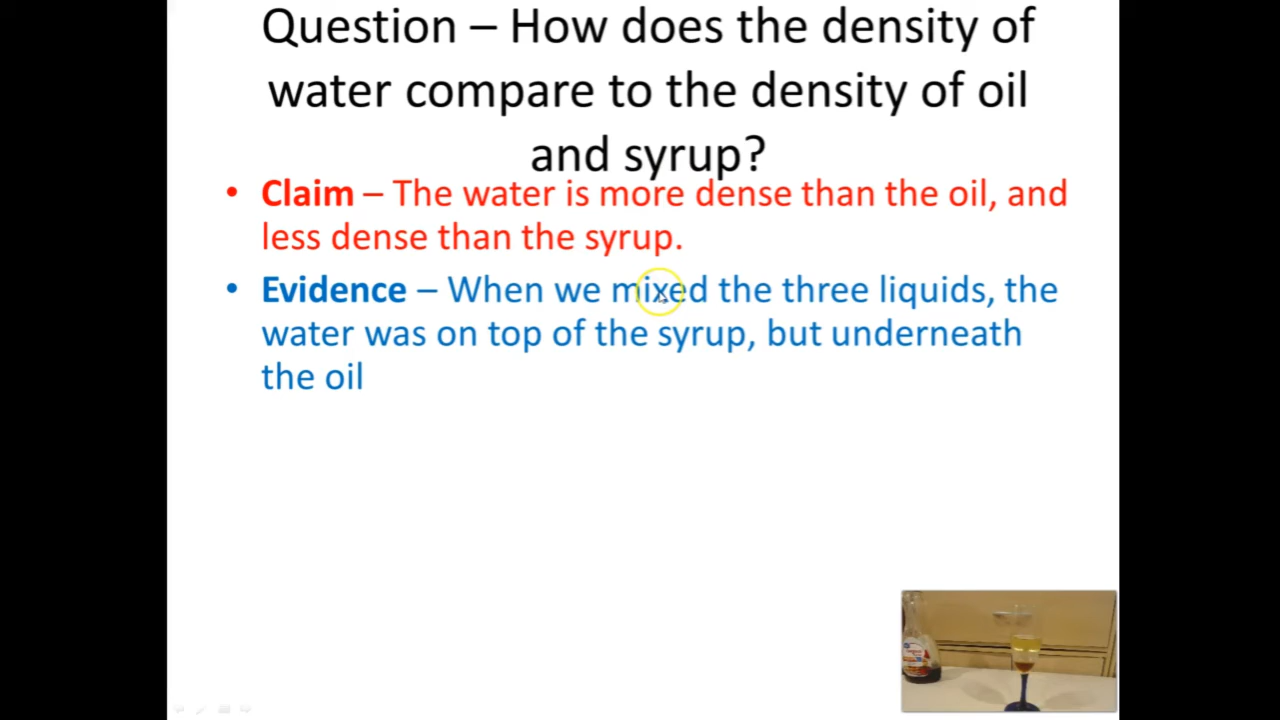 Question – How does the density of
water compare to the density of oil
and syrup?
• Claim – The water is more dense than the oil, and
less dense than the syrup.
• Evidence – When we mixed the three liquids, the
water was on top of the syrup, but underneath
the oil